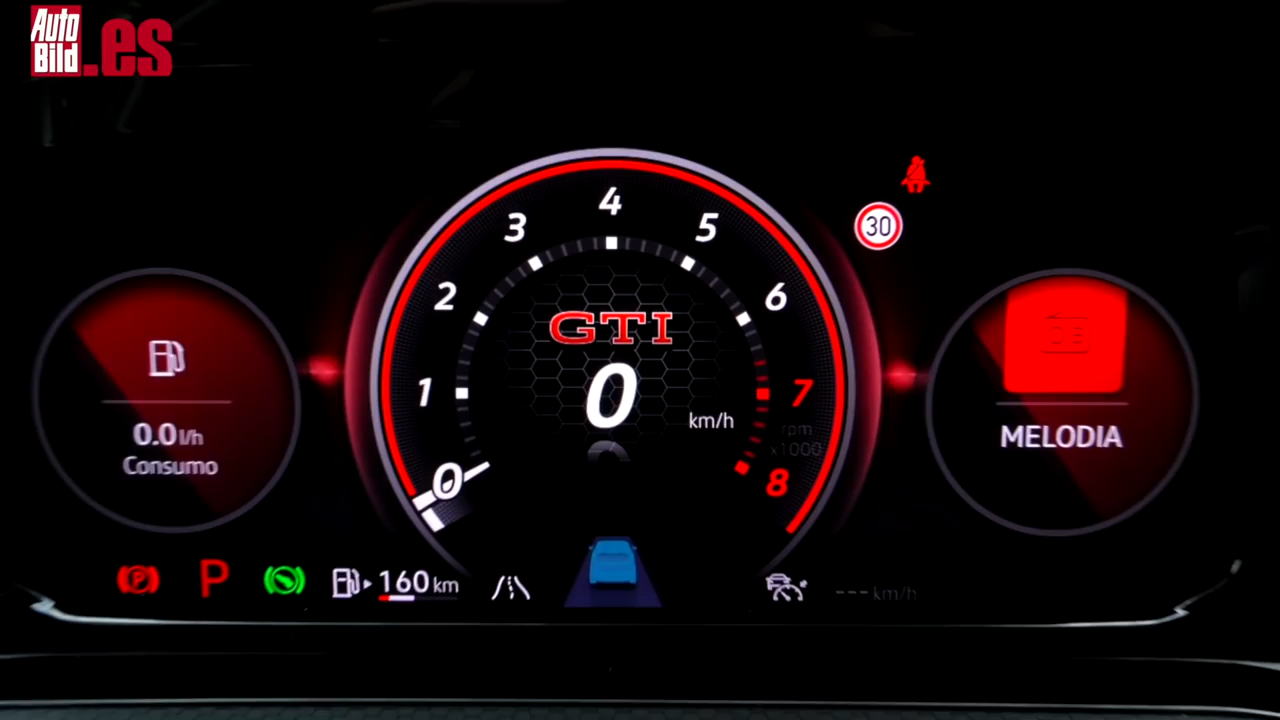 Auto
Bild
.es
4
3
5
30
2
6
GTI
0
1
km/h
7
rpm
x1000
0.0 l/h
Consumo
MELODIA
0
8
P
P
160 km
--- km/h